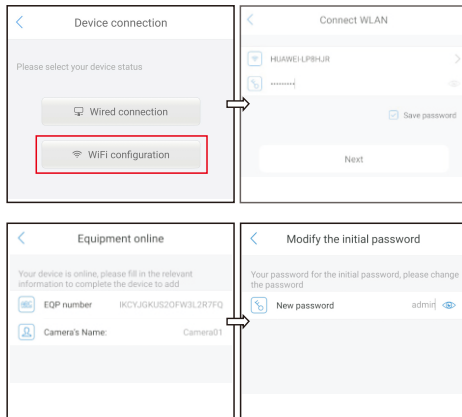 Device connection
Please select your device status
Wired connection
WiFi configuration
Connect WLAN
HUAWEI-LP8HJR
Save password
Next
Equipment online
Your device is online, please fill in the relevant
information to complete the device to add
EQP number IKCYJGKUS2OFW3L2R7FQ
Camera's Name: Camera01
Modify the initial password
Your password for the initial password, please change
the password
New password admin